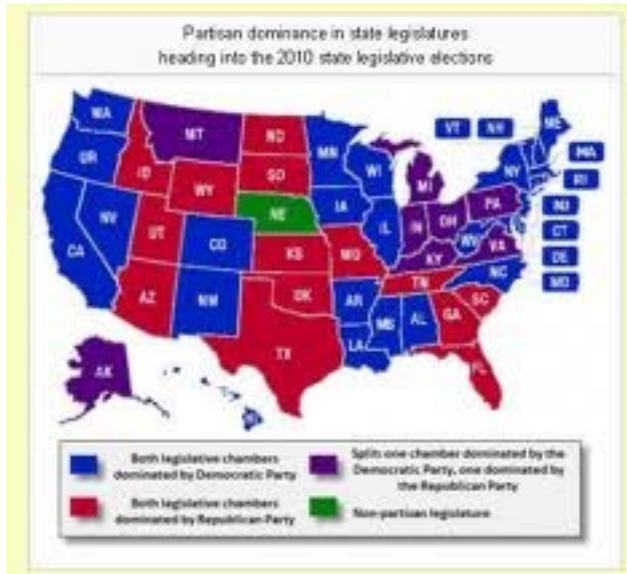 Partisan dominance in state legislatures
heading into the 2010 state legislative elections
WA
MT
ND
MN
VT
NH
ME
OR
ID
SD
WI
NY
MA
WY
MI
RI
NV
NE
IA
PA
NJ
CA
UT
CO
IL
IN
OH
WV
VA
CT
KS
MO
KY
DE
AZ
NM
OK
AR
TN
NC
MD
TX
LA
MS
AL
GA
SC
AK
FL
HI
Both legislative chambers
dominated by Democratic Party
Split: one chamber dominated by the
Democratic Party, one dominated by
the Republican Party
Both legislative chambers
dominated by Republican Party
Non-partisan legislature